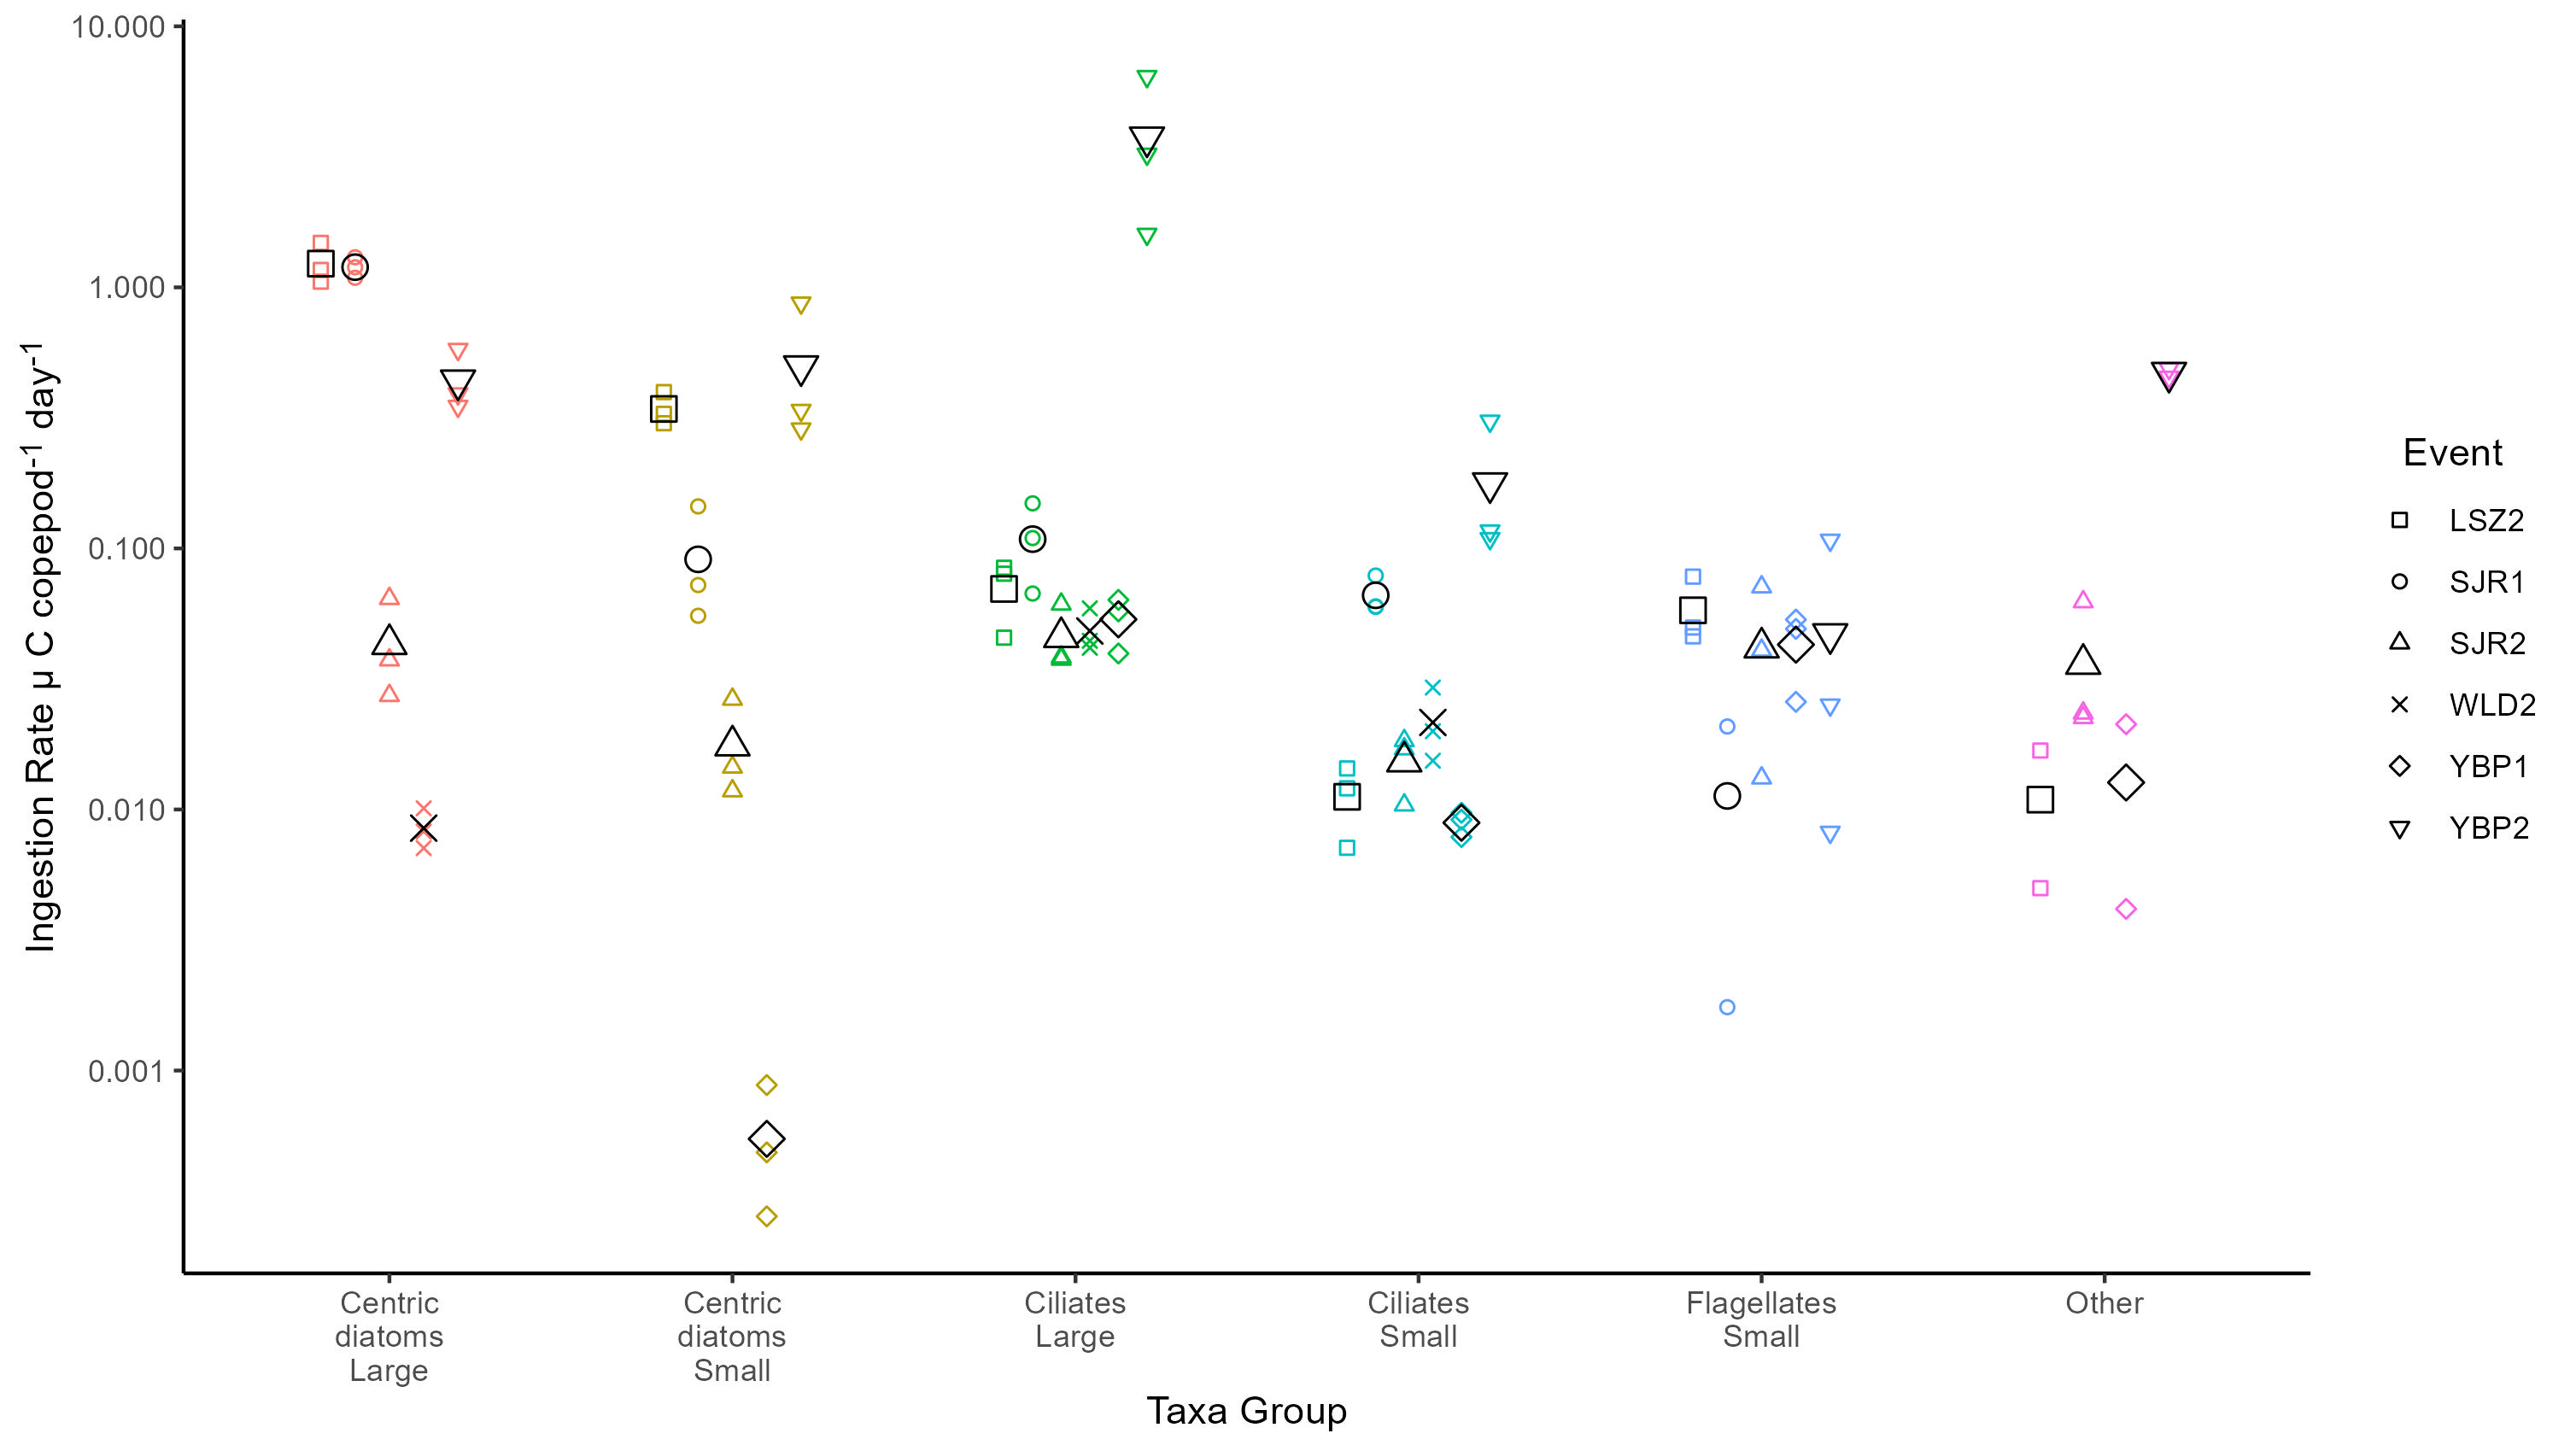 10.000
1.000
0.100
0.010
0.001
Ingestion Rate µ C copepod⁻¹ day⁻¹
Centric
diatoms
Large
Centric
diatoms
Small
Ciliates
Large
Ciliates
Small
Flagellates
Small
Other
Taxa Group
Event
LSZ2
SJR1
SJR2
WLD2
YBP1
YBP2